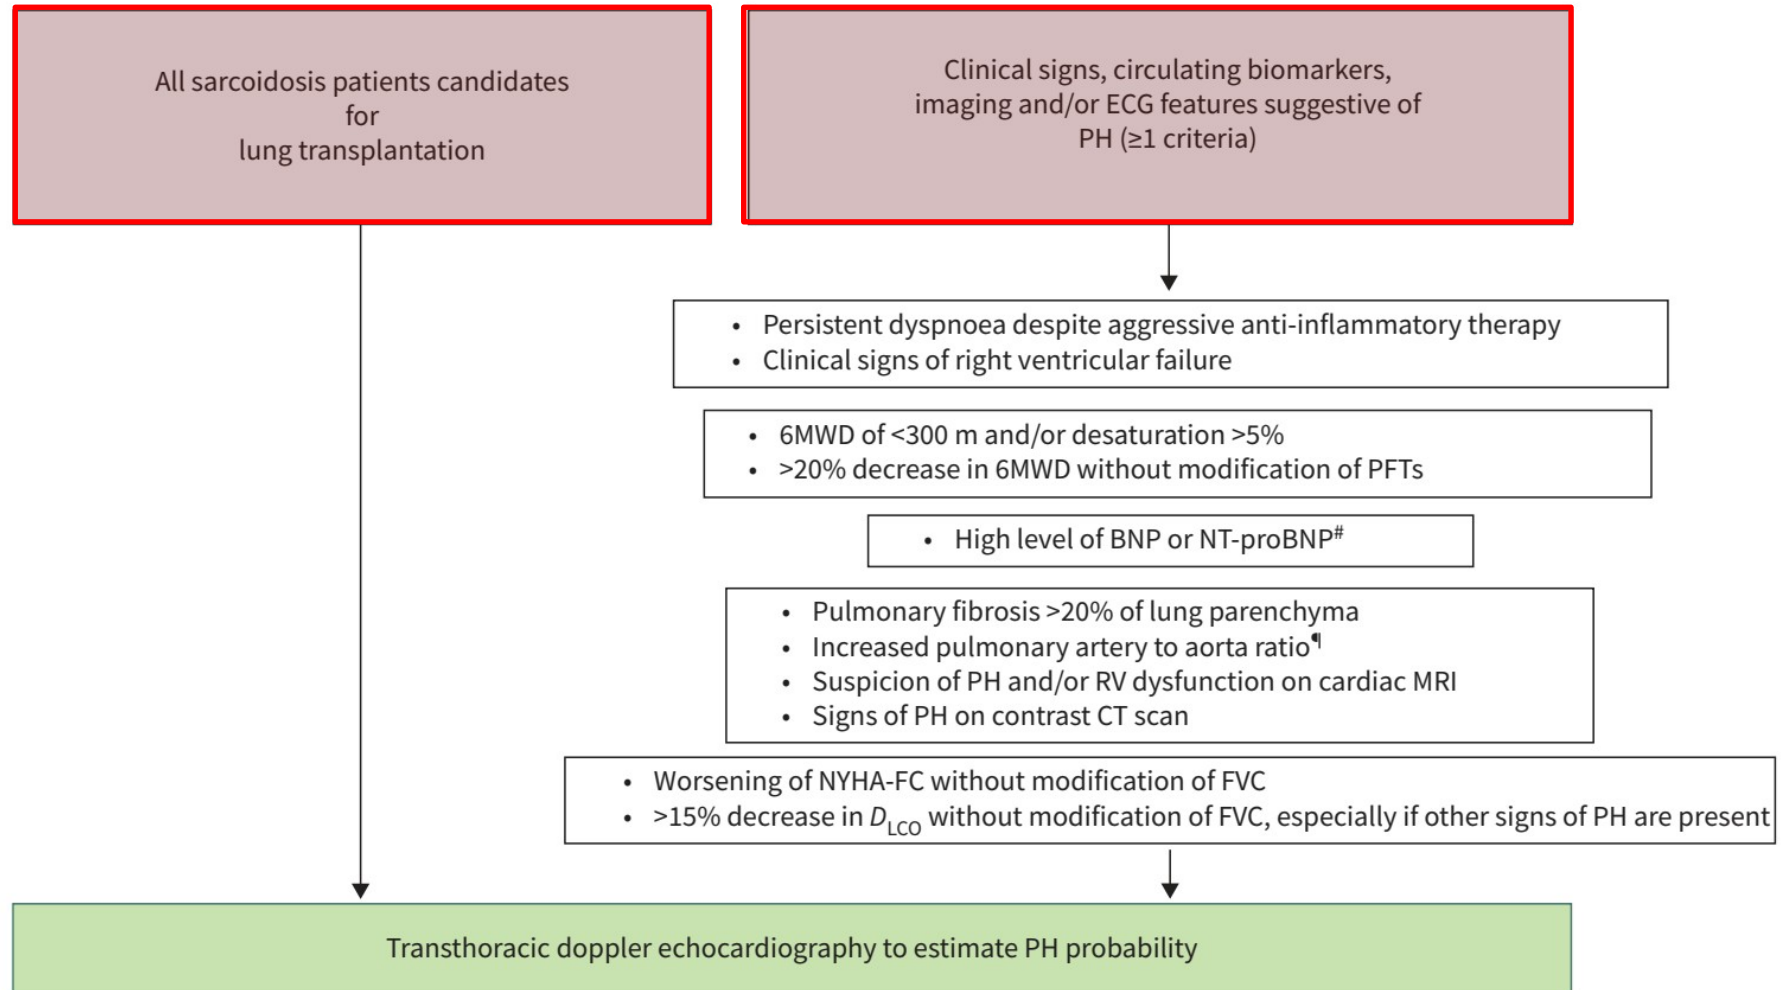 All sarcoidosis patients candidates
for
lung transplantation
Clinical signs, circulating biomarkers,
imaging and/or ECG features suggestive of
PH (≥1 criteria)
• Persistent dyspnoea despite aggressive anti-inflammatory therapy
• Clinical signs of right ventricular failure
• 6MWD of <300 m and/or desaturation >5%
• >20% decrease in 6MWD without modification of PFTs
• High level of BNP or NT-proBNP#
• Pulmonary fibrosis >20% of lung parenchyma
• Increased pulmonary artery to aorta ratio¶
• Suspicion of PH and/or RV dysfunction on cardiac MRI
• Signs of PH on contrast CT scan
• Worsening of NYHA-FC without modification of FVC
• >15% decrease in DLCO without modification of FVC, especially if other signs of PH are present
Transthoracic doppler echocardiography to estimate PH probability